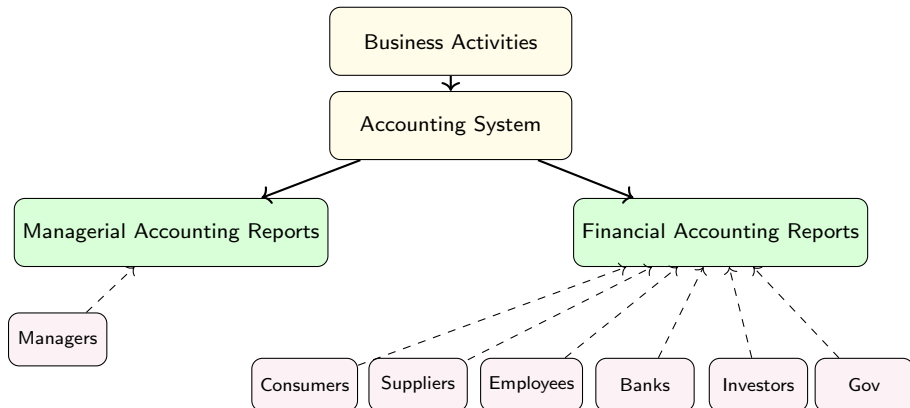 Business Activities
Accounting System
Managerial Accounting Reports
Financial Accounting Reports
Managers
Consumers
Suppliers
Employees
Banks
Investors
Gov